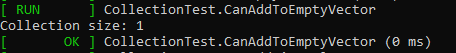 [ RUN      ] CollectionTest.CanAddToEmptyVector
Collection size: 1
[       OK ] CollectionTest.CanAddToEmptyVector (0 ms)